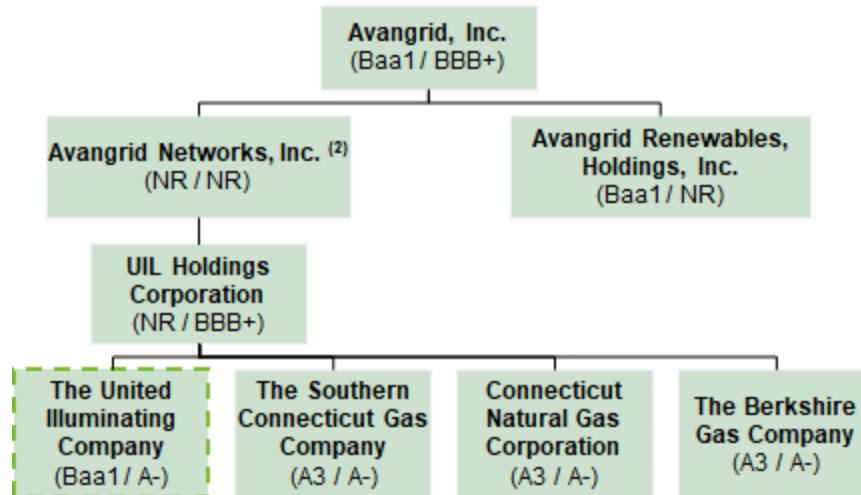 Avangrid, Inc.
(Baa1 / BBB+)
Avangrid Networks, Inc. (2)
(NR / NR)
Avangrid Renewables,
Holdings, Inc.
(Baa1 / NR)
UIL Holdings
Corporation
(NR / BBB+)
The United
Illuminating
Company
(Baa1 / A-)
The Southern
Connecticut Gas
Company
(A3 / A-)
Connecticut
Natural Gas
Corporation
(A3 / A-)
The Berkshire
Gas Company
(A3 / A-)